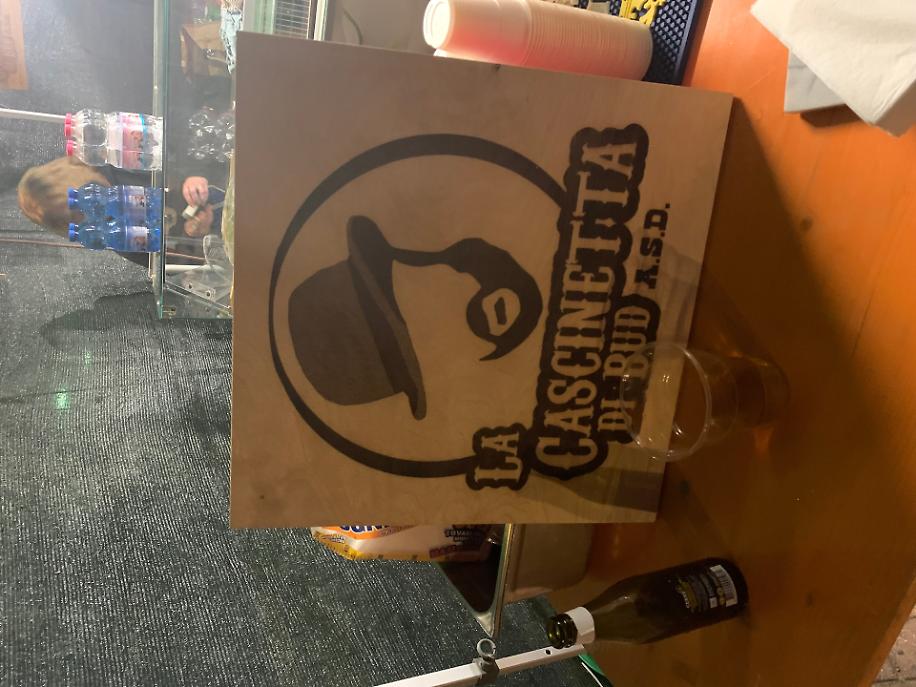 LA
CASCINETTA
DI BUD A.S.D.